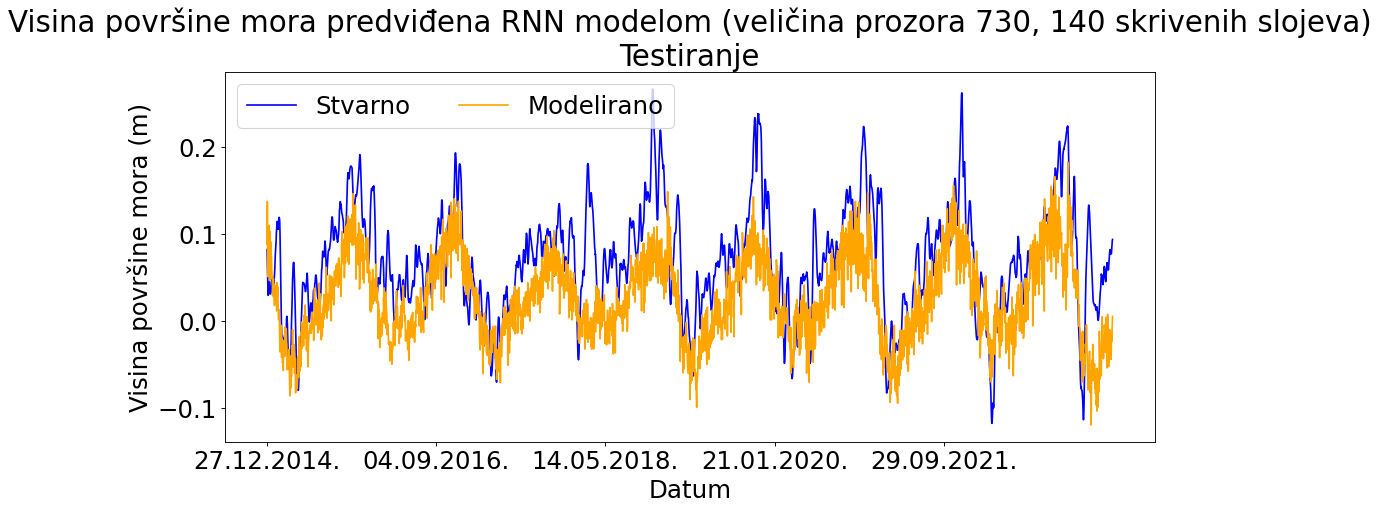 Visina površine mora predviđena RNN modelom (veličina prozora 730, 140 skrivenih slojeva)
Testiranje
Stvarno
Modelirano
Visina površine mora (m)
0.2
0.1
0.0
−0.1
27.12.2014.
04.09.2016.
14.05.2018.
21.01.2020.
29.09.2021.
Datum